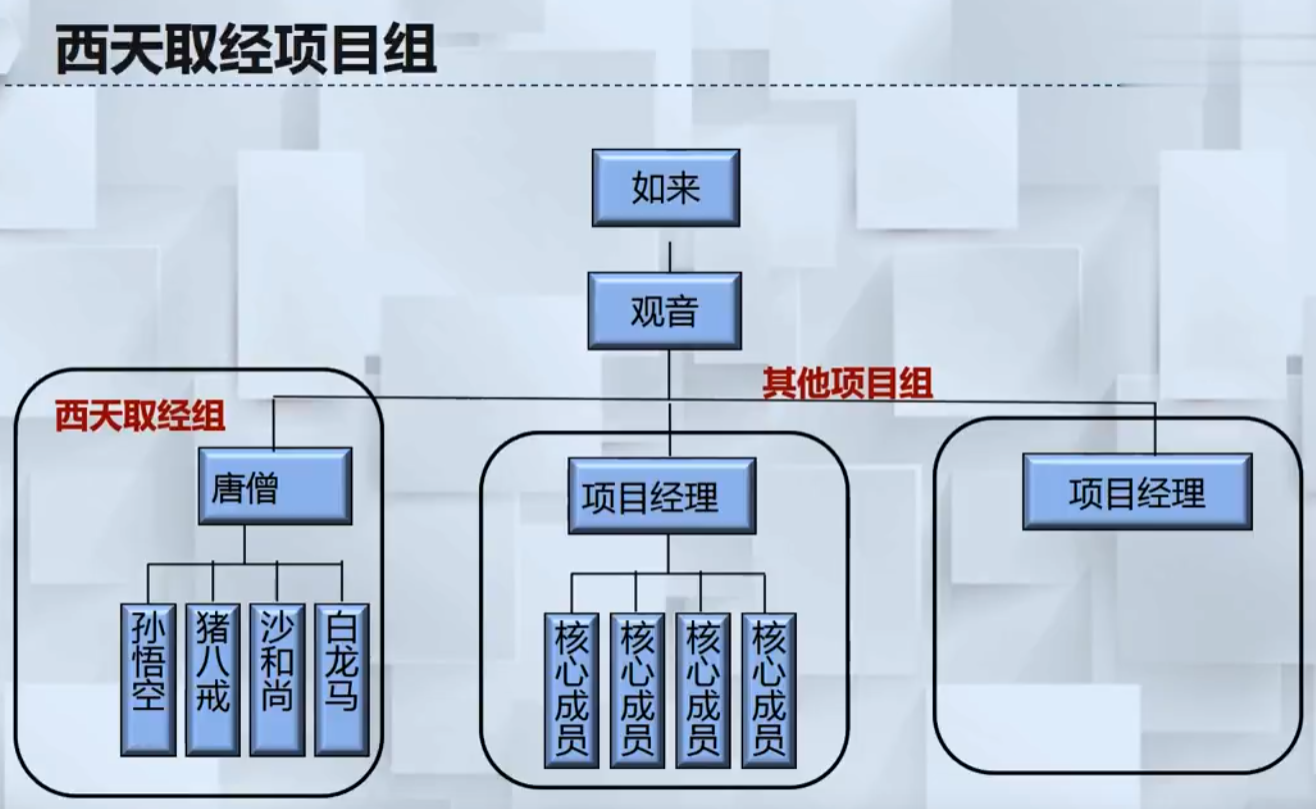 西天取经项目组
如来
观音
其他项目组
西天取经组
唐僧
项目经理
项目经理
孙悟空
猪八戒
沙和尚
白龙马
核心成员
核心成员
核心成员
核心成员